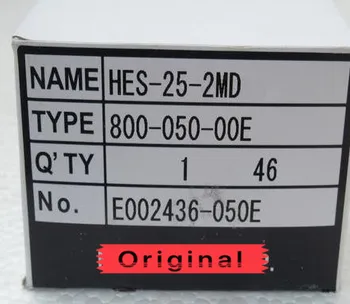 NAME HES-25-2MD
TYPE 800-050-00E
Q'TY 1 46
No. E002436-050E
Original